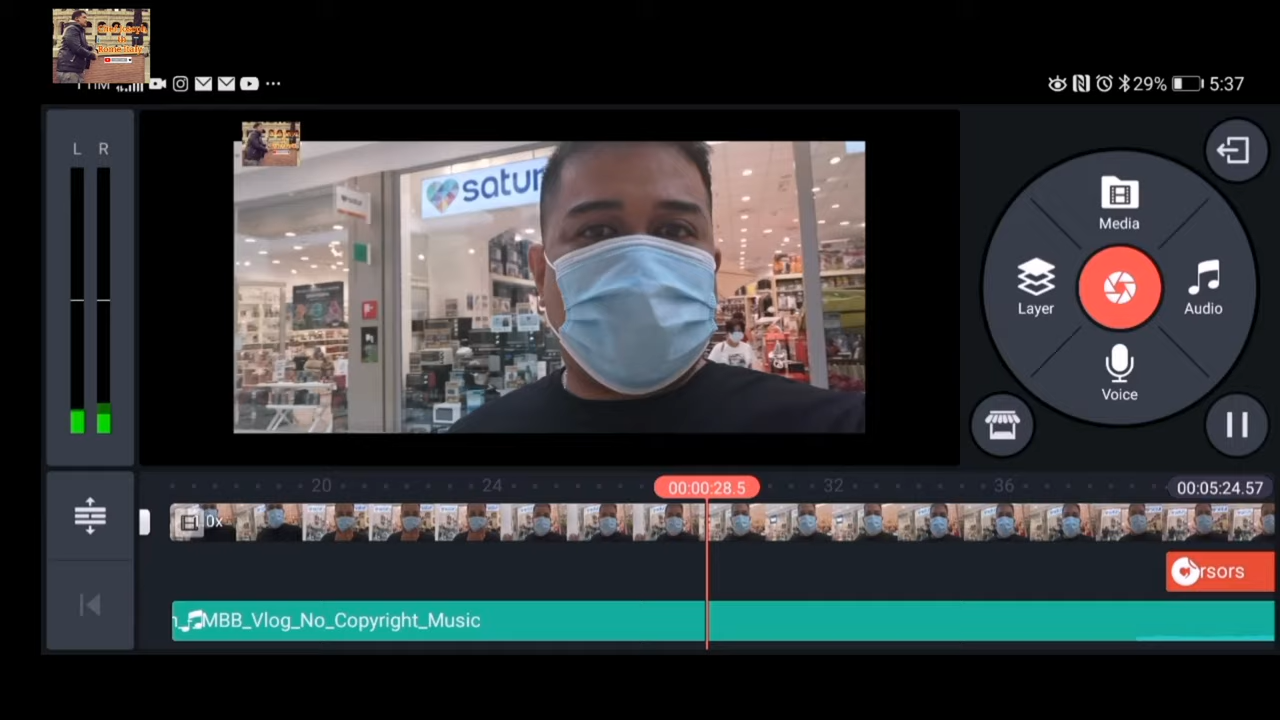 29% 5:37
L R
satur
Media
Layer
Audio
Voice
20 24 00:00:28.5 32 36 00:05:24.57
1.0x
rsors
MBB_Vlog_No_Copyright_Music